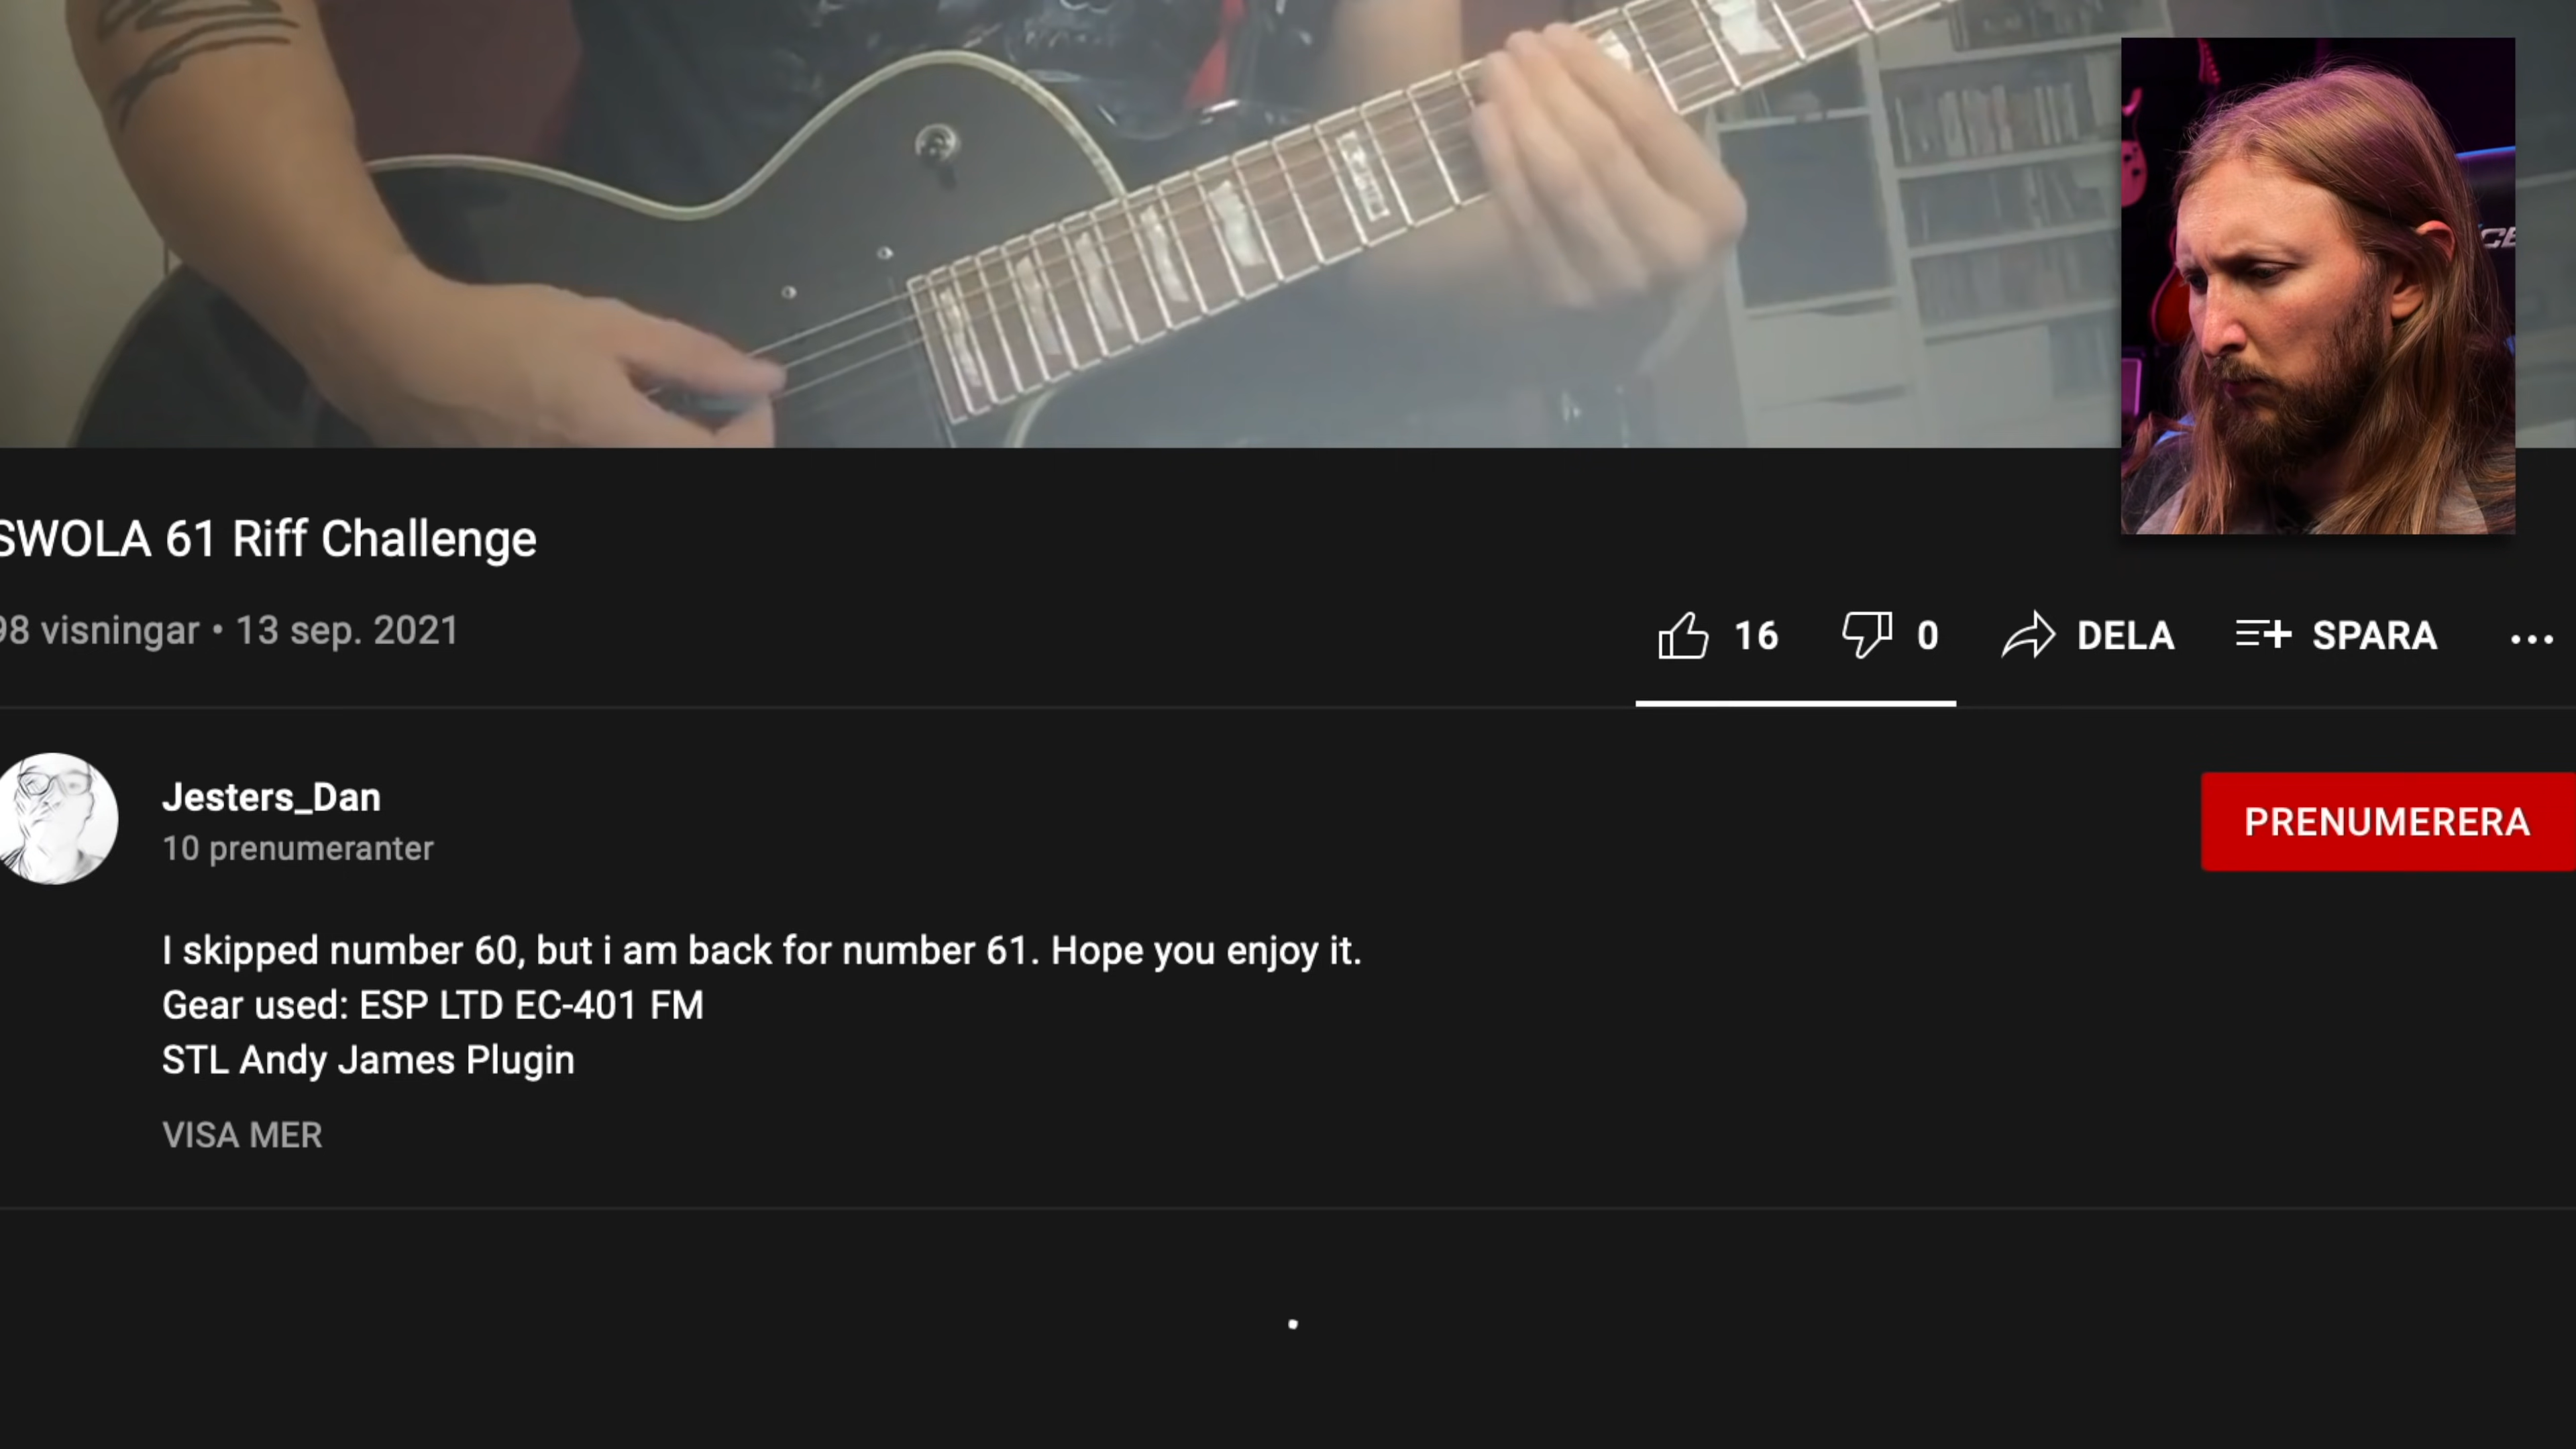 SWOLA 61 Riff Challenge
98 visningar • 13 sep. 2021
16 0 DELA SPARA
Jesters_Dan
10 prenumeranter
PRENUMERERA
I skipped number 60, but i am back for number 61. Hope you enjoy it.
Gear used: ESP LTD EC-401 FM
STL Andy James Plugin
VISA MER